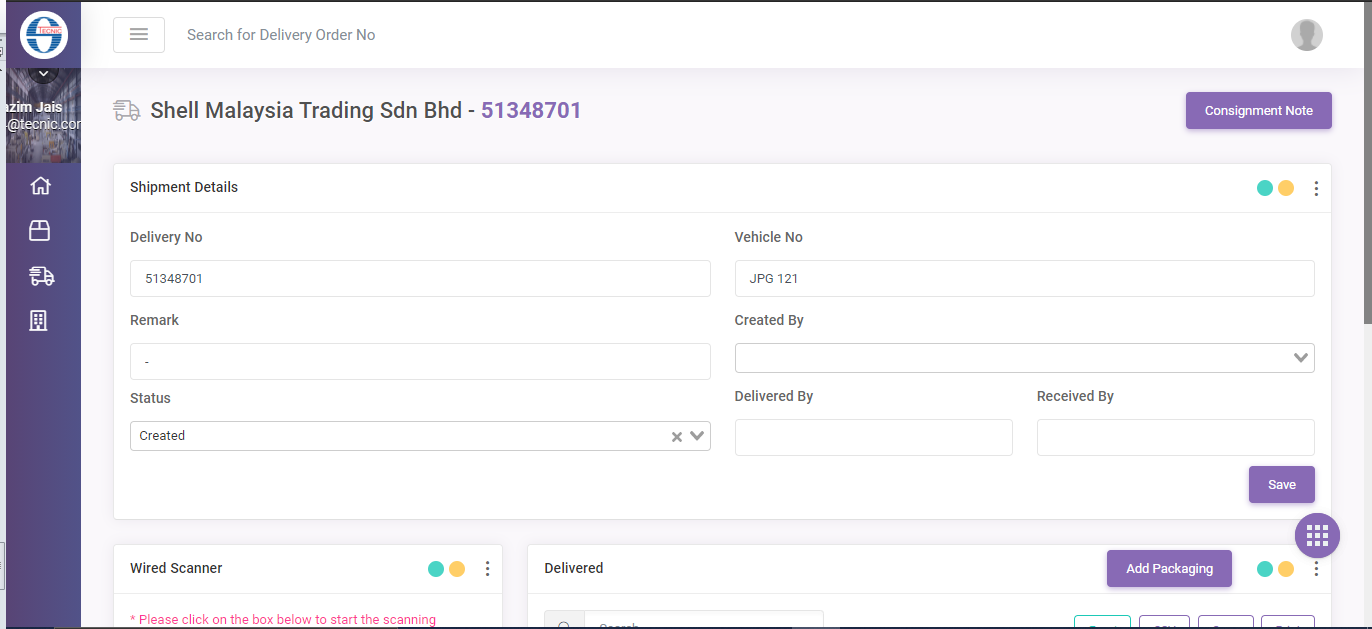 TECNIC
Search for Delivery Order No
azim Jais
@tecnic.cor
Shell Malaysia Trading Sdn Bhd - 51348701
Consignment Note
Shipment Details
Delivery No
Vehicle No
51348701
JPG 121
Remark
Created By
-
Status
Delivered By
Received By
Created
Save
Wired Scanner
Delivered
Add Packaging
* Please click on the box below to start the scanning
Search